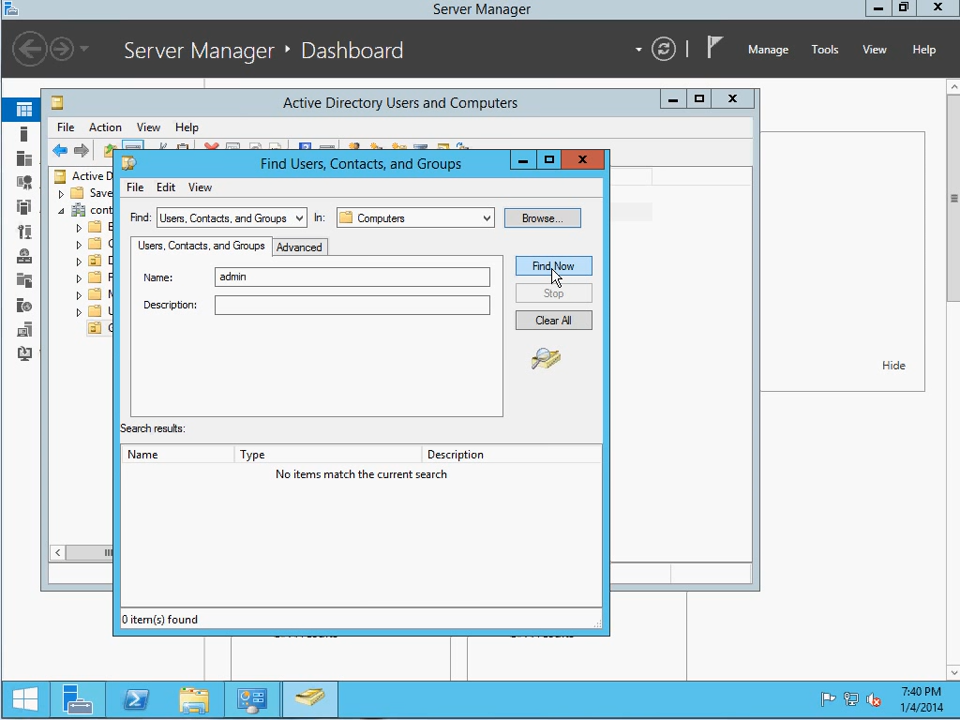 Server Manager
Server Manager ‣ Dashboard
Manage Tools View Help
Active Directory Users and Computers
File Action View Help
Find Users, Contacts, and Groups
File Edit View
Active D
Save
cont
Find: Users, Contacts, and Groups In: Computers Browse...
Users, Contacts, and Groups Advanced
Name: admin
Description:
Find Now
Stop
Clear All
Hide
Search results:
Name Type Description
No items match the current search
0 item(s) found
7:40 PM
1/4/2014